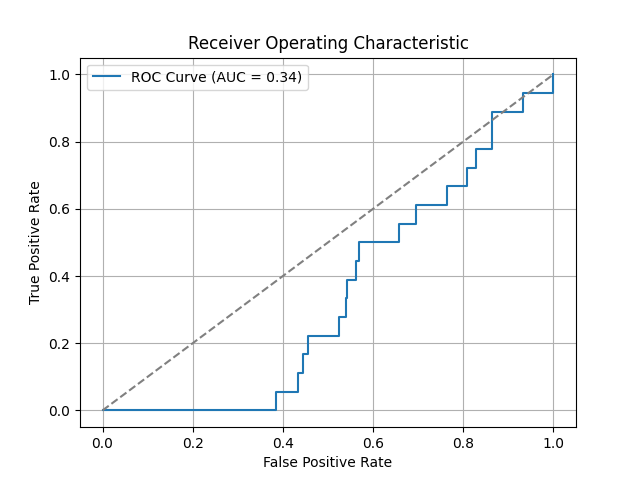 Receiver Operating Characteristic
ROC Curve (AUC = 0.34)
1.0
0.8
0.6
0.4
0.2
0.0
True Positive Rate
0.0 0.2 0.4 0.6 0.8 1.0
False Positive Rate